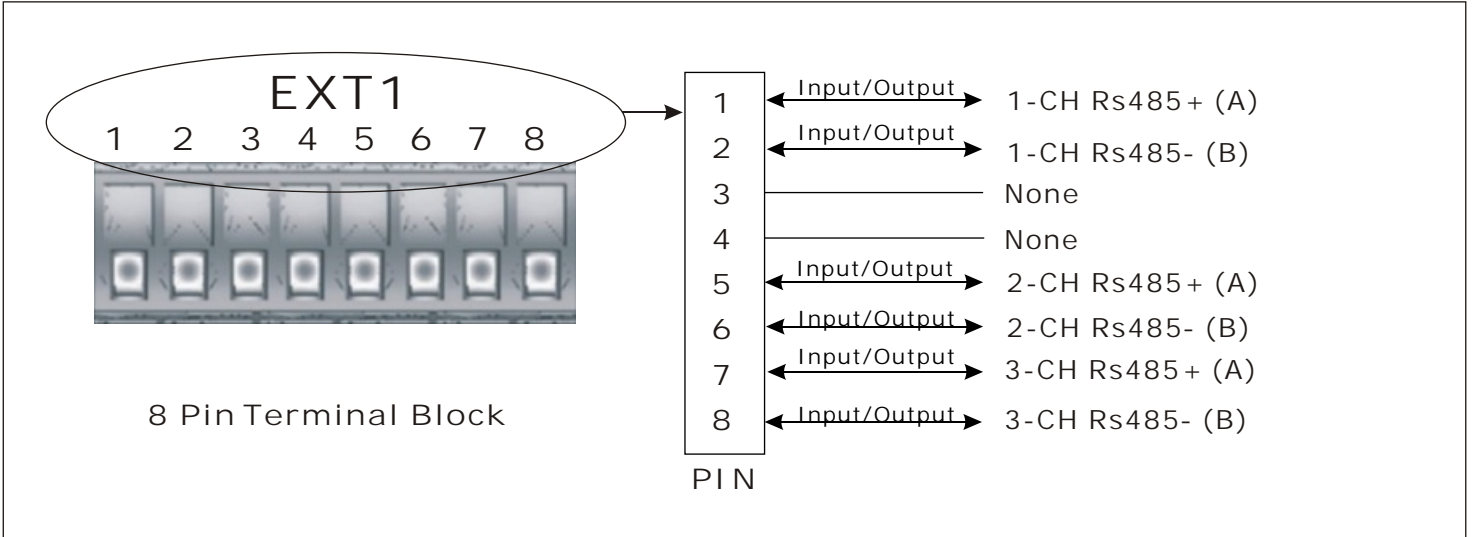 EXT1
1 2 3 4 5 6 7 8
8 Pin Terminal Block
1 Input/Output 1-CH Rs485+ (A)
2 Input/Output 1-CH Rs485- (B)
3 None
4 None
5 Input/Output 2-CH Rs485+ (A)
6 Input/Output 2-CH Rs485- (B)
7 Input/Output 3-CH Rs485+ (A)
8 Input/Output 3-CH Rs485- (B)
PIN